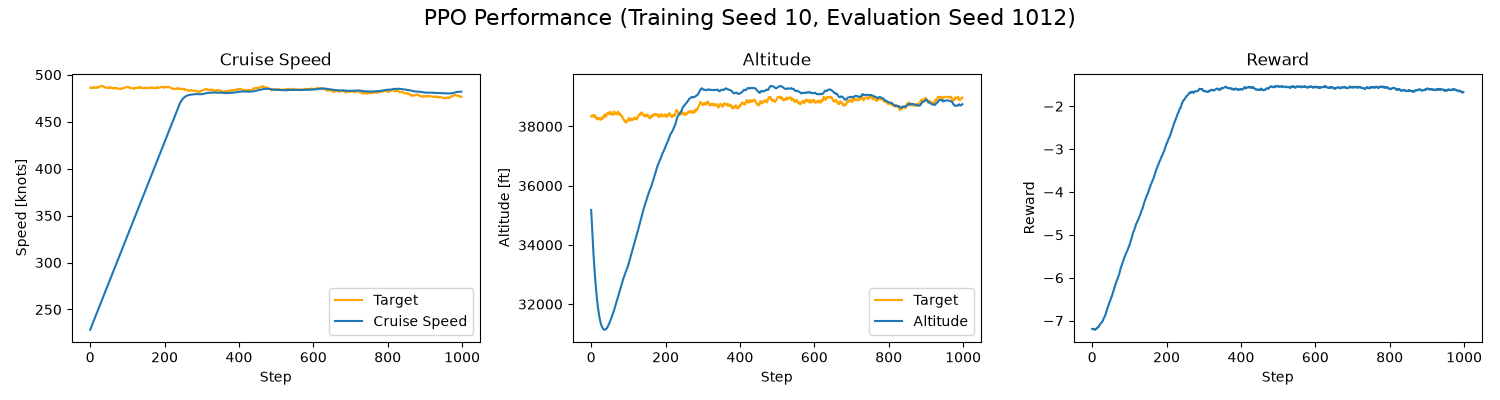 PPO Performance (Training Seed 10, Evaluation Seed 1012)
Cruise Speed
Speed [knots]
500
450
400
350
300
250
0 200 400 600 800 1000
Step
Target
Cruise Speed
Altitude
Altitude [ft]
38000
36000
34000
32000
0 200 400 600 800 1000
Step
Target
Altitude
Reward
Reward
−2
−3
−4
−5
−6
−7
0 200 400 600 800 1000
Step